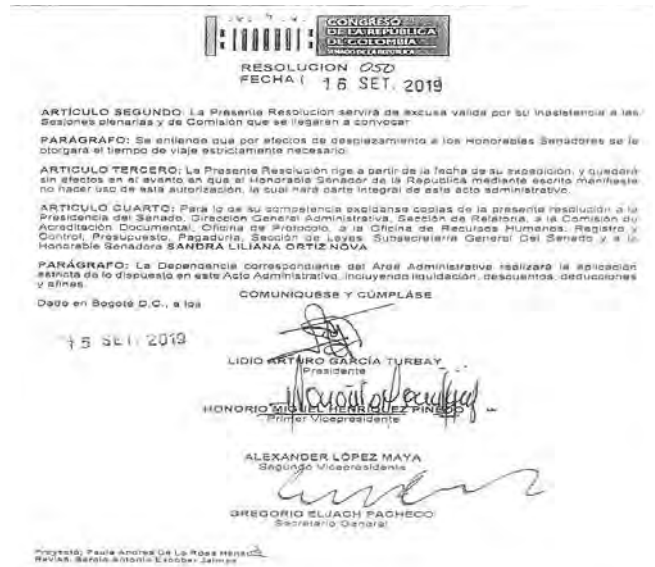 CONGRESO
DE LA REPÚBLICA
DE COLOMBIA
SENADO DE LA REPÚBLICA
RESOLUCION 050
FECHA ( 16 SET. 2019
ARTÍCULO SEGUNDO: La Presente Resolución servirá de excusa valida por su inasistencia a las
Sesiones plenarias y de Comisión que se llegaran a convocar
PARÁGRAFO: Se entiende que por efectos de desplazamiento a los Honorables Senadores se le
otorgará el tiempo de viaje estrictamente necesario.
ARTICULO TERCERO: La Presente Resolución rige a partir de la fecha de su expedición, y quedará
sin efectos en el evento en que el Honorable Senador de la República mediante escrito manifieste
no hacer uso de esta autorización, la cual hará parte integral de este acto administrativo.
ARTICULO CUARTO: Para lo de su competencia expídanse copias de la presente resolución a la
Presidencia del Senado, Dirección General Administrativa, Sección de Relatoría, a la Comisión de
Acreditación Documental, Oficina de Protocolo, a la Oficina de Recursos Humanos, Registro y
Control, Presupuesto, Pagaduría, Sección de Leyes, Subsecretaria General Del Senado y a la
Honorable Senadora SANDRA LILIANA ORTIZ NOVA
PARÁGRAFO: La Dependencia correspondiente del Área Administrativa realizará la aplicación
estricta de lo dispuesto en este Acto Administrativo, incluyendo liquidación, descuentos, deducciones
y afines.
COMUNIQUESE Y CÚMPLASE
Dado en Bogotá D.C., a los
SET. 2019
LIDIO ARTURO GARCÍA TURBAY
Presidente
HONORIO MIGUEL HENRIQUEZ PINEDO
Primer Vicepresidente
ALEXANDER LÓPEZ MAYA
Segundo Vicepresidente
GREGORIO ELJACH PACHECO
Secretario General
Proyectó: Paula Andrea De La Rosa
Revisó: Sergio Antonio Escobar Jaimes